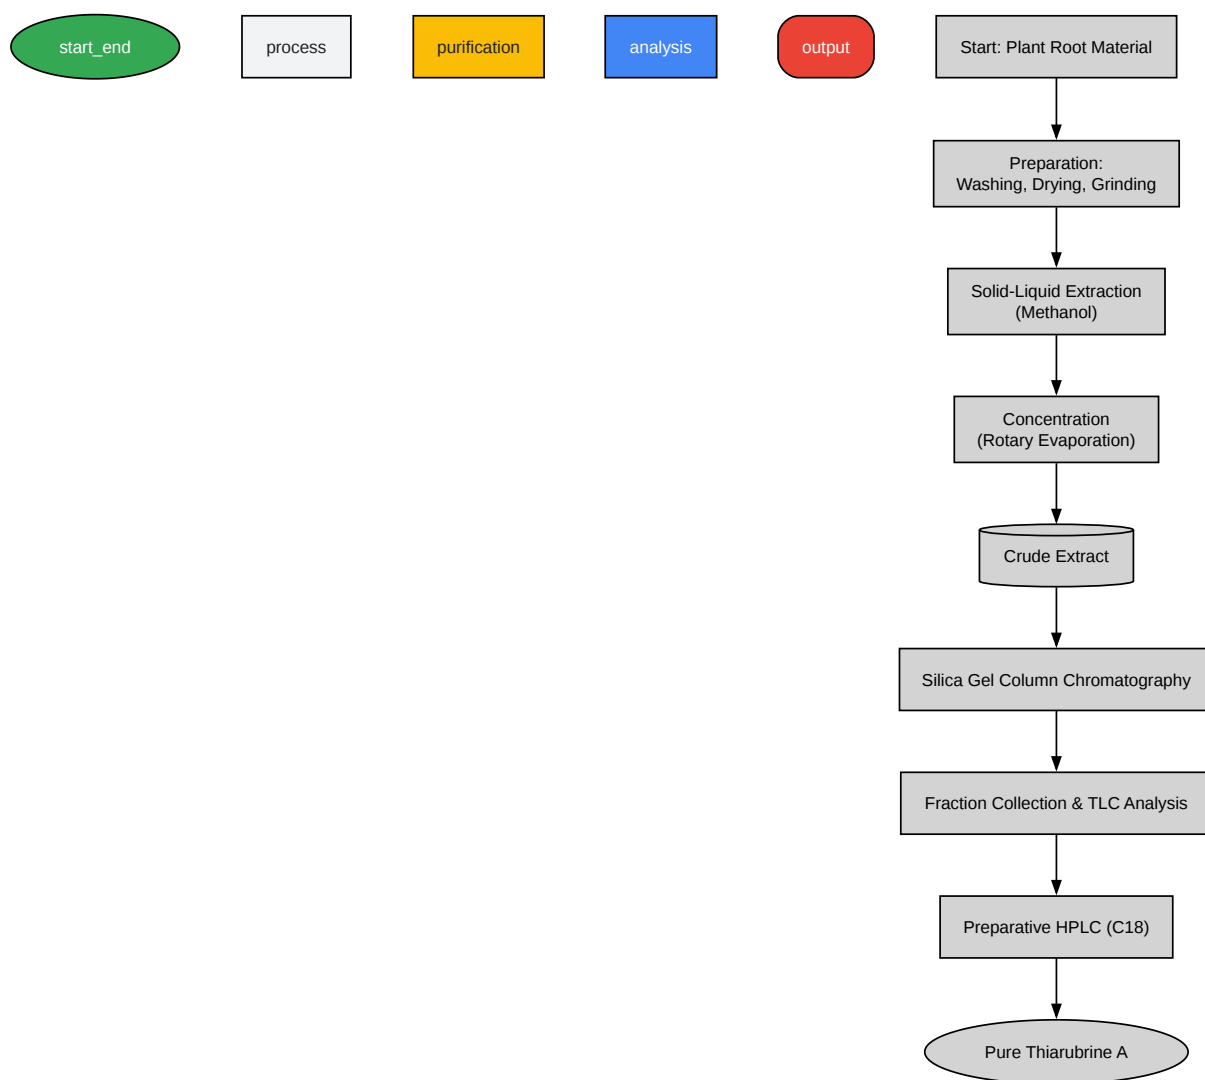 start_end
process
purification
analysis
output
Start: Plant Root Material
Preparation:
Washing, Drying, Grinding
Solid-Liquid Extraction
(Methanol)
Concentration
(Rotary Evaporation)
Crude Extract
Silica Gel Column Chromatography
Fraction Collection & TLC Analysis
Preparative HPLC (C18)
Pure Thiarubrine A